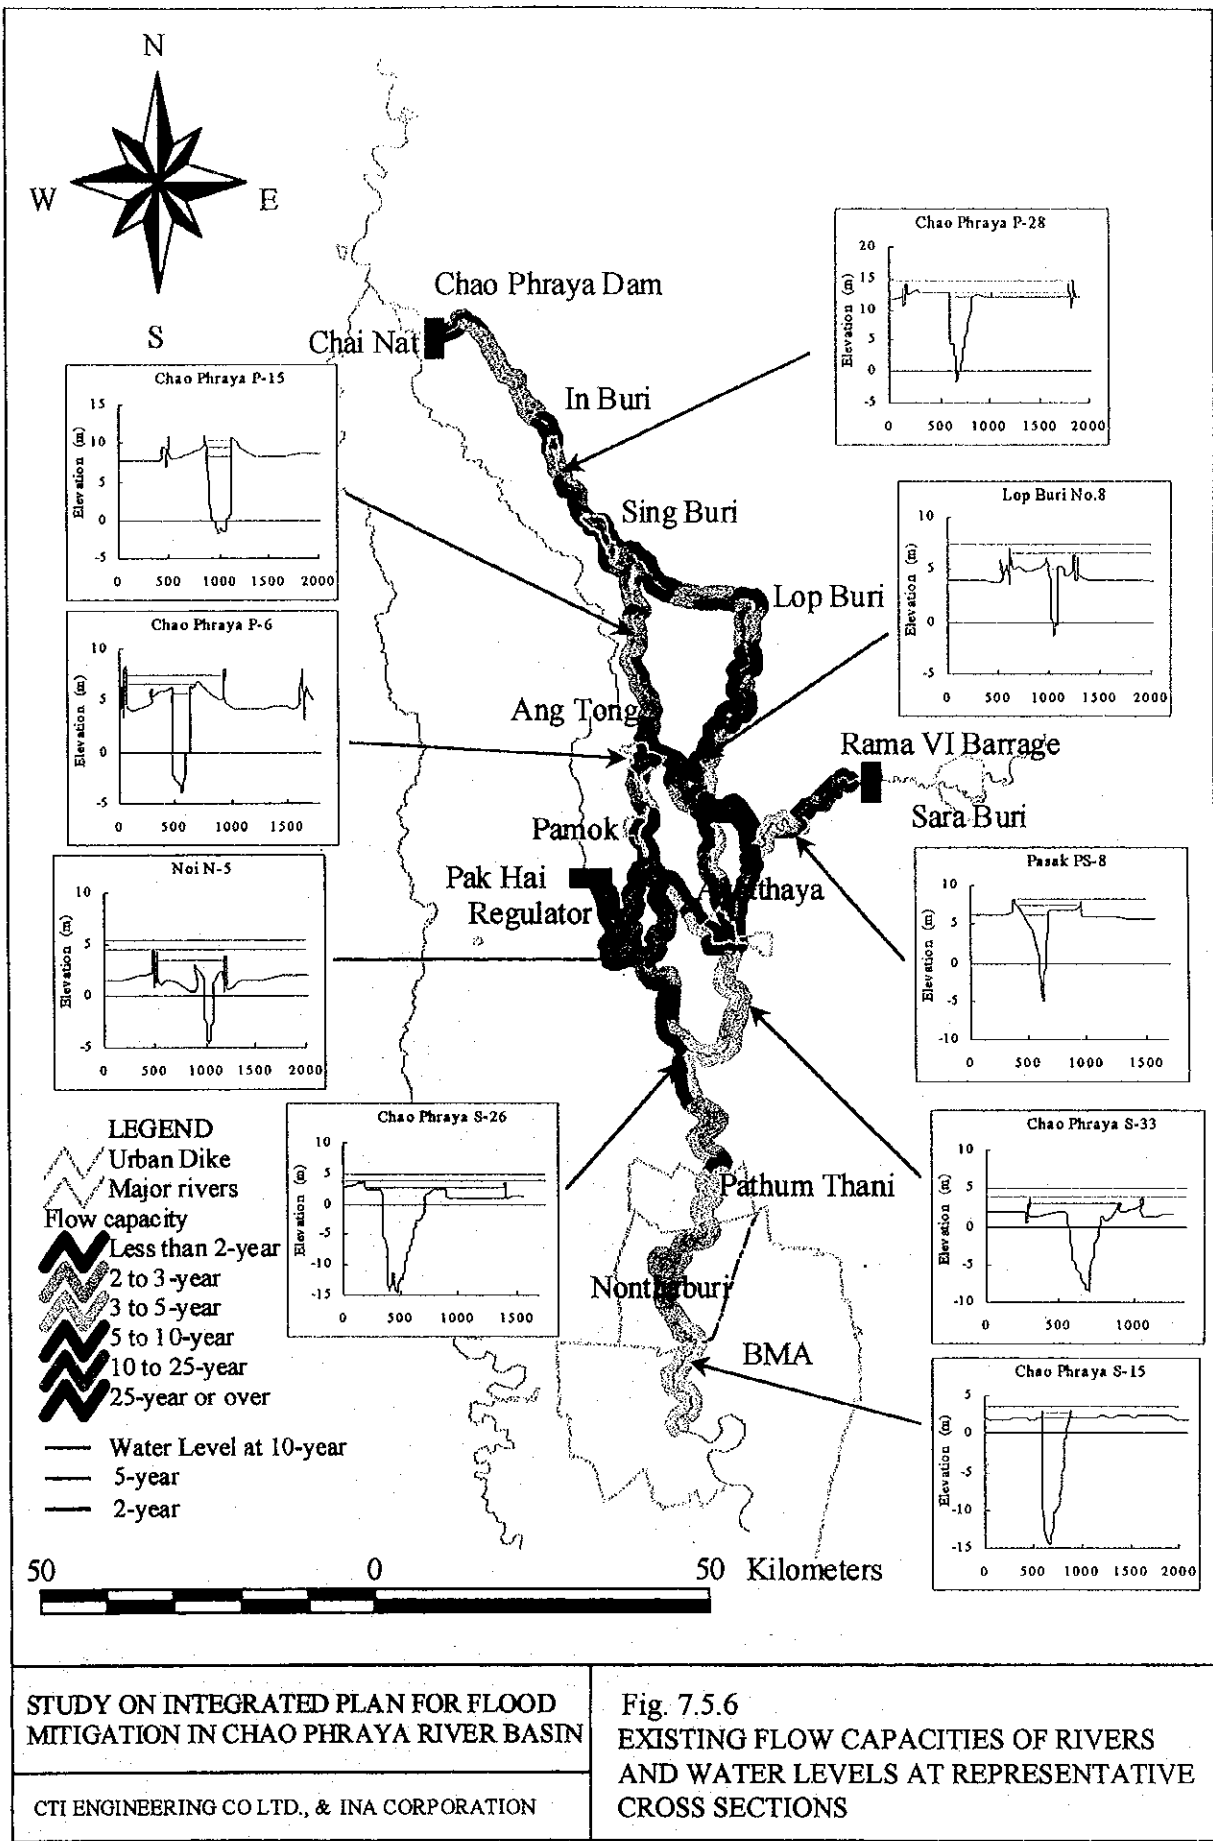 N
W
E
S
Chao Phraya Dam
Chai Nat
In Buri
Sing Buri
Lop Buri
Ang Tong
Rama VI Barrage
Sara Buri
Pamok
Pak Hai
Regulator
Pathum Thani
BMA
Chao Phraya P-28
Elevation (m)
20
15
10
5
0
-5
0 500 1000 1500 2000
Chao Phraya P-15
Elevation (m)
15
10
5
0
-5
0 500 1000 1500 2000
Lop Buri No.8
Elevation (m)
10
5
0
-5
0 500 1000 1500 2000
Chao Phraya P-6
Elevation (m)
10
5
0
-5
0 500 1000 1500
Noi N-5
Elevation (m)
10
5
0
-5
0 500 1000 1500 2000
Pasak PS-8
Elevation (m)
10
5
0
-5
-10
0 500 1000 1500
Chao Phraya S-26
Elevation (m)
10
5
0
-5
-10
-15
0 500 1000 1500
Chao Phraya S-33
Elevation (m)
10
5
0
-5
-10
0 500 1000
Chao Phraya S-15
Elevation (m)
5
0
-5
-10
-15
0 500 1000 1500 2000
LEGEND
Urban Dike
Major rivers
Flow capacity
Less than 2-year
2 to 3-year
3 to 5-year
5 to 10-year
10 to 25-year
25-year or over
Water Level at 10-year
5-year
2-year
50 0 50 Kilometers
STUDY ON INTEGRATED PLAN FOR FLOOD
MITIGATION IN CHAO PHRAYA RIVER BASIN
CTI ENGINEERING CO LTD., & INA CORPORATION
Fig. 7.5.6
EXISTING FLOW CAPACITIES OF RIVERS
AND WATER LEVELS AT REPRESENTATIVE
CROSS SECTIONS